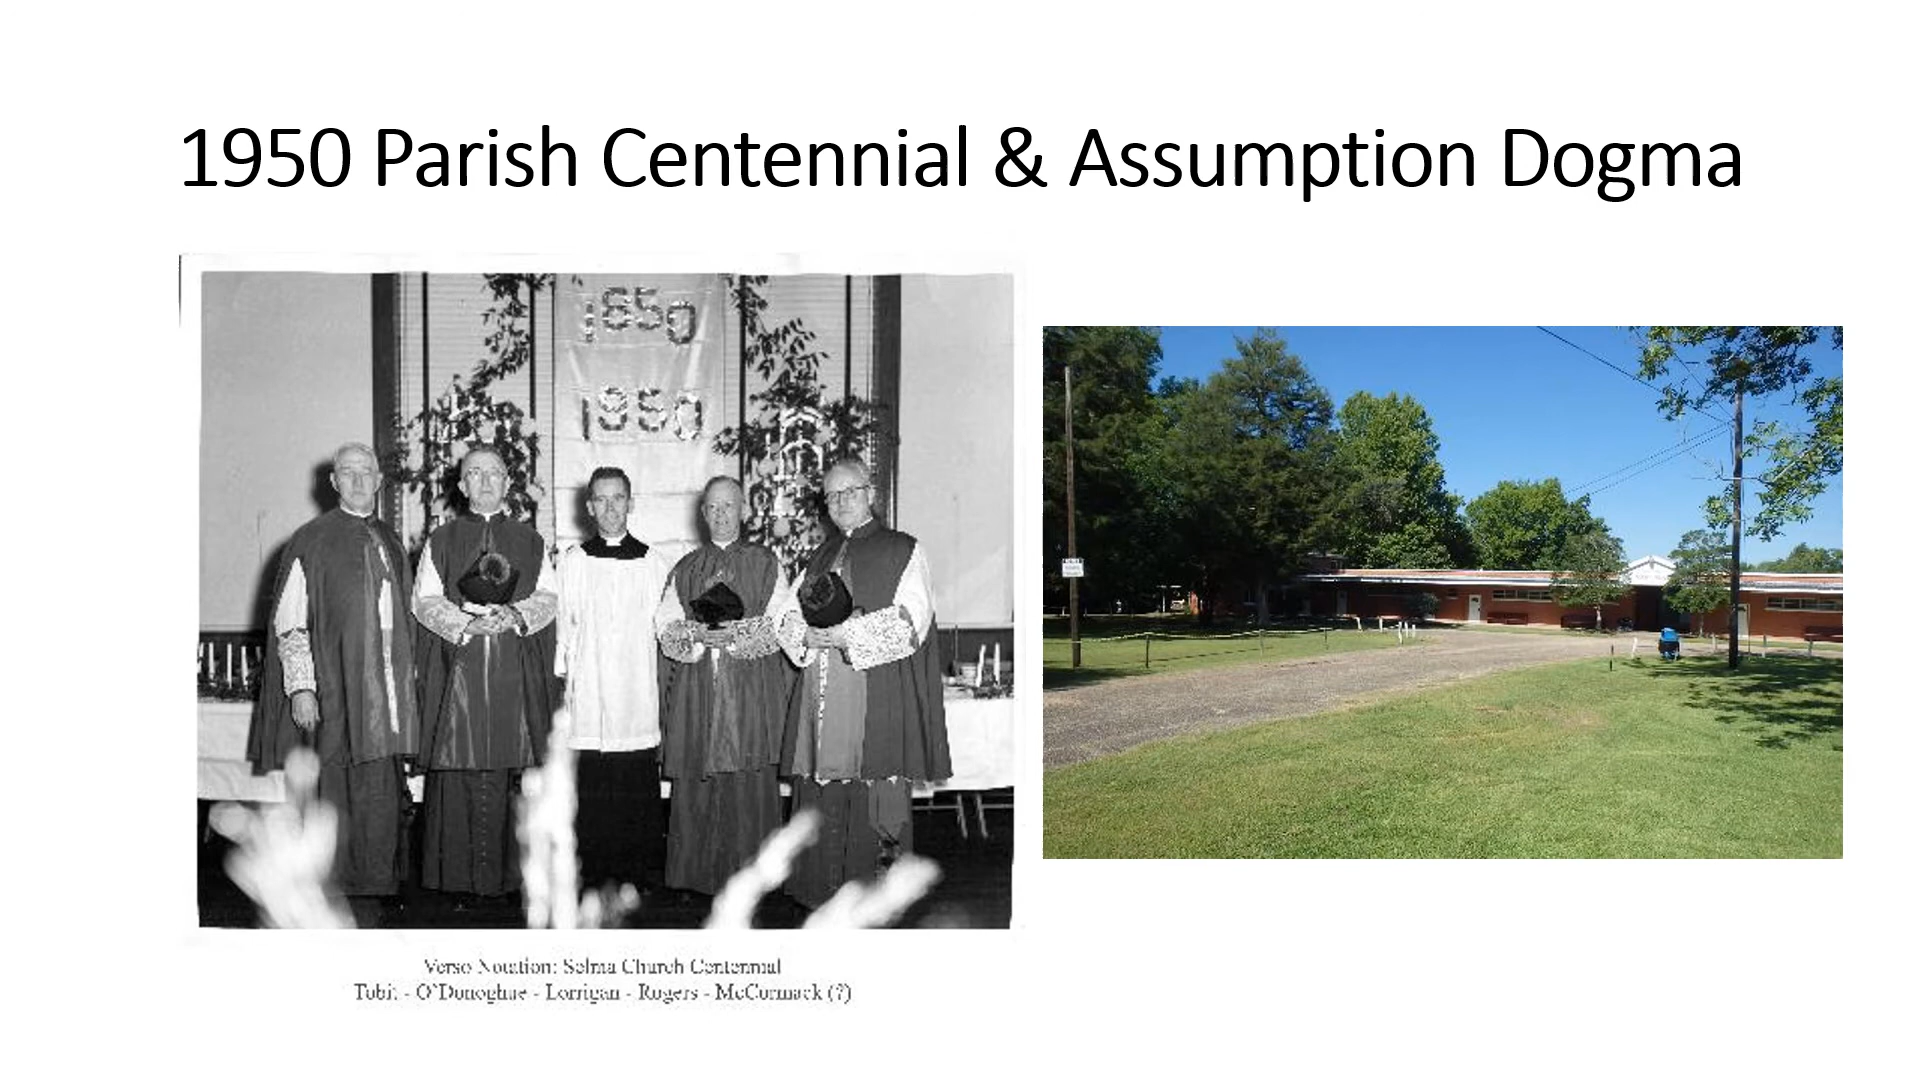 1950 Parish Centennial & Assumption Dogma
1850
1950
Verso Notation: Selma Church Centennial
Tobi. - O'Donoghue - Lorrigan - Rogers - McCormack (?)